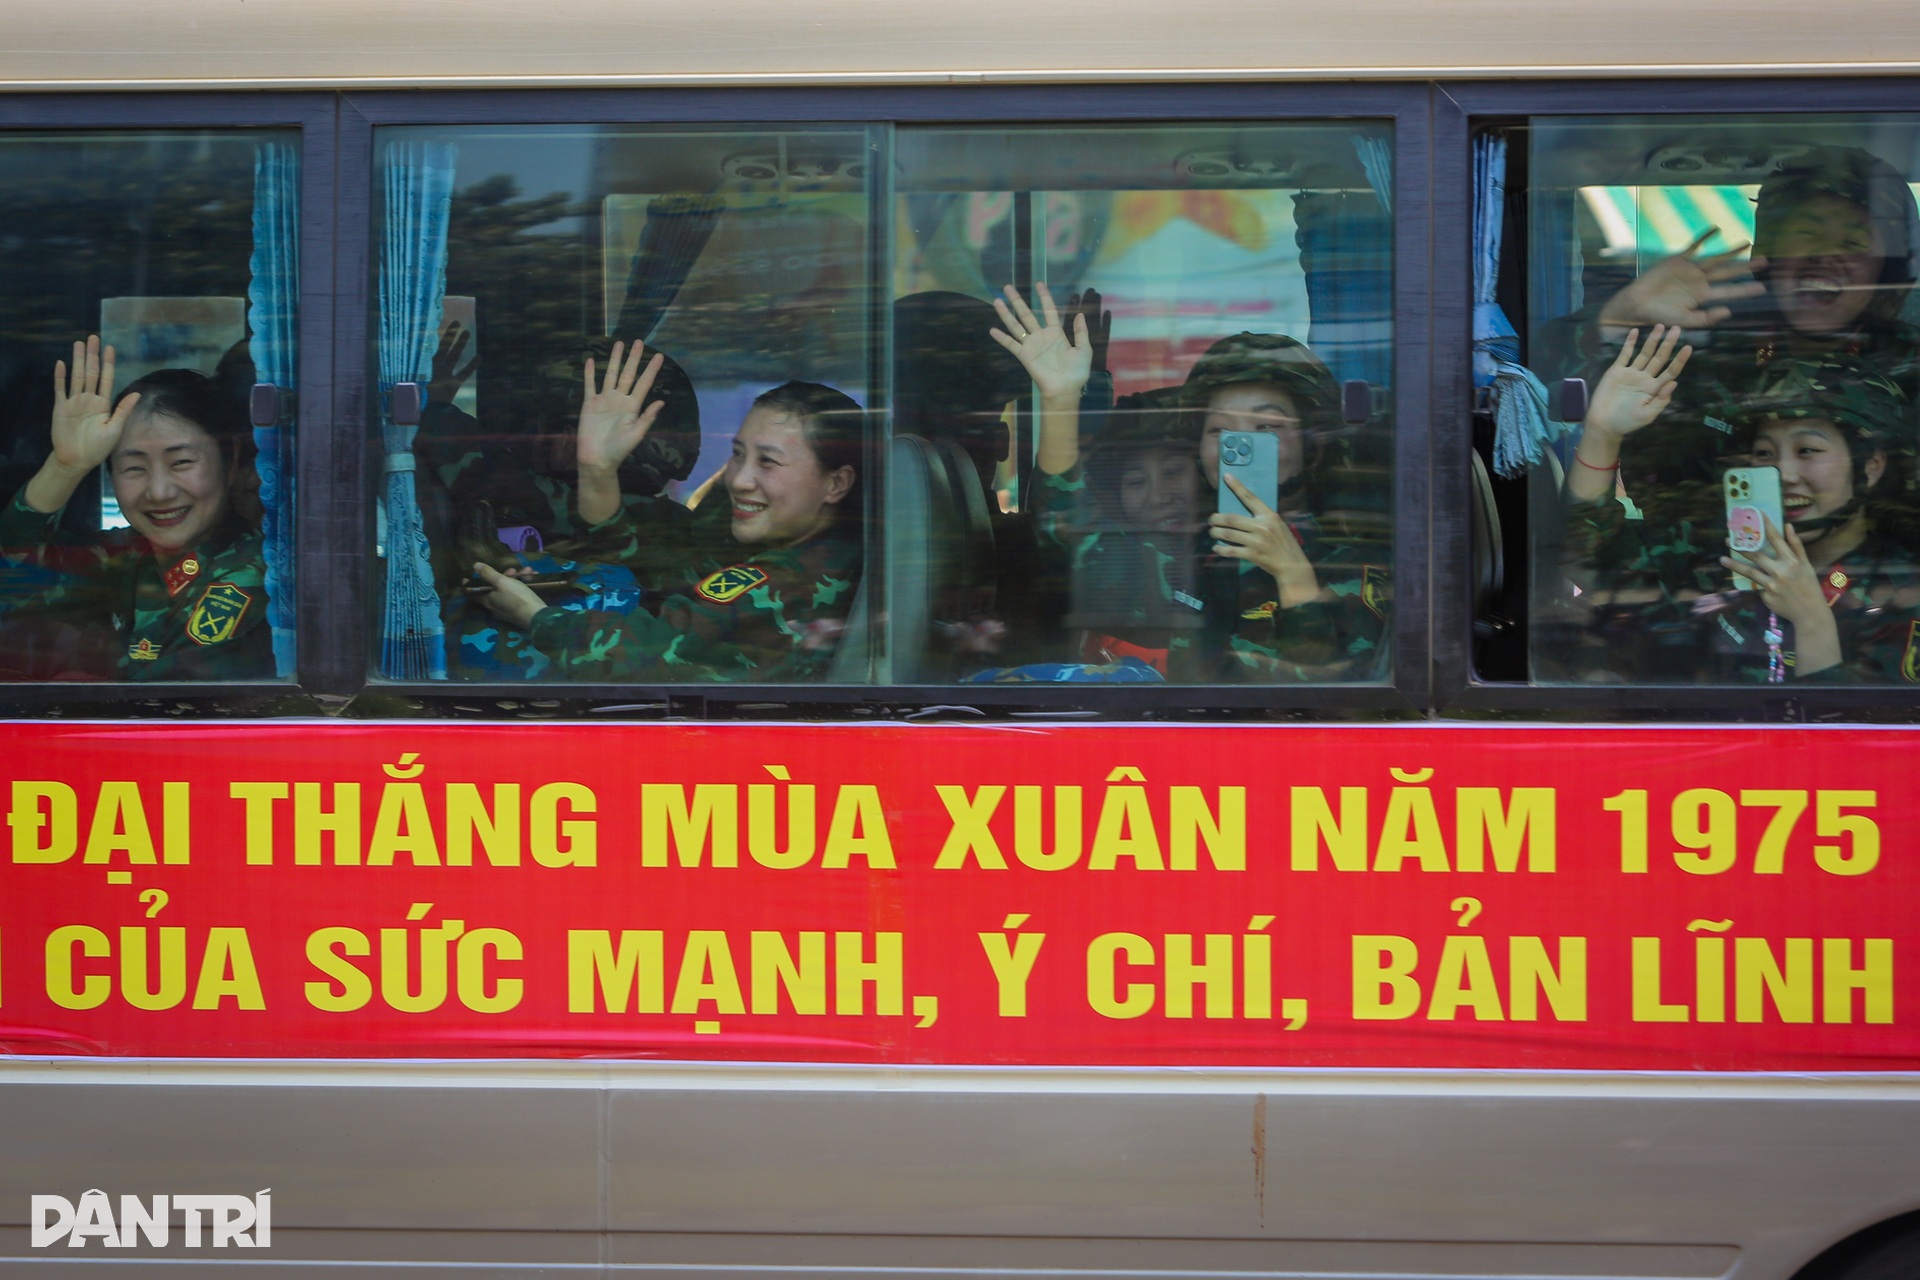 ĐẠI THẮNG MÙA XUÂN NĂM 1975
CỦA SỨC MẠNH, Ý CHÍ, BẢN LĨNH
DÂN TRÍ